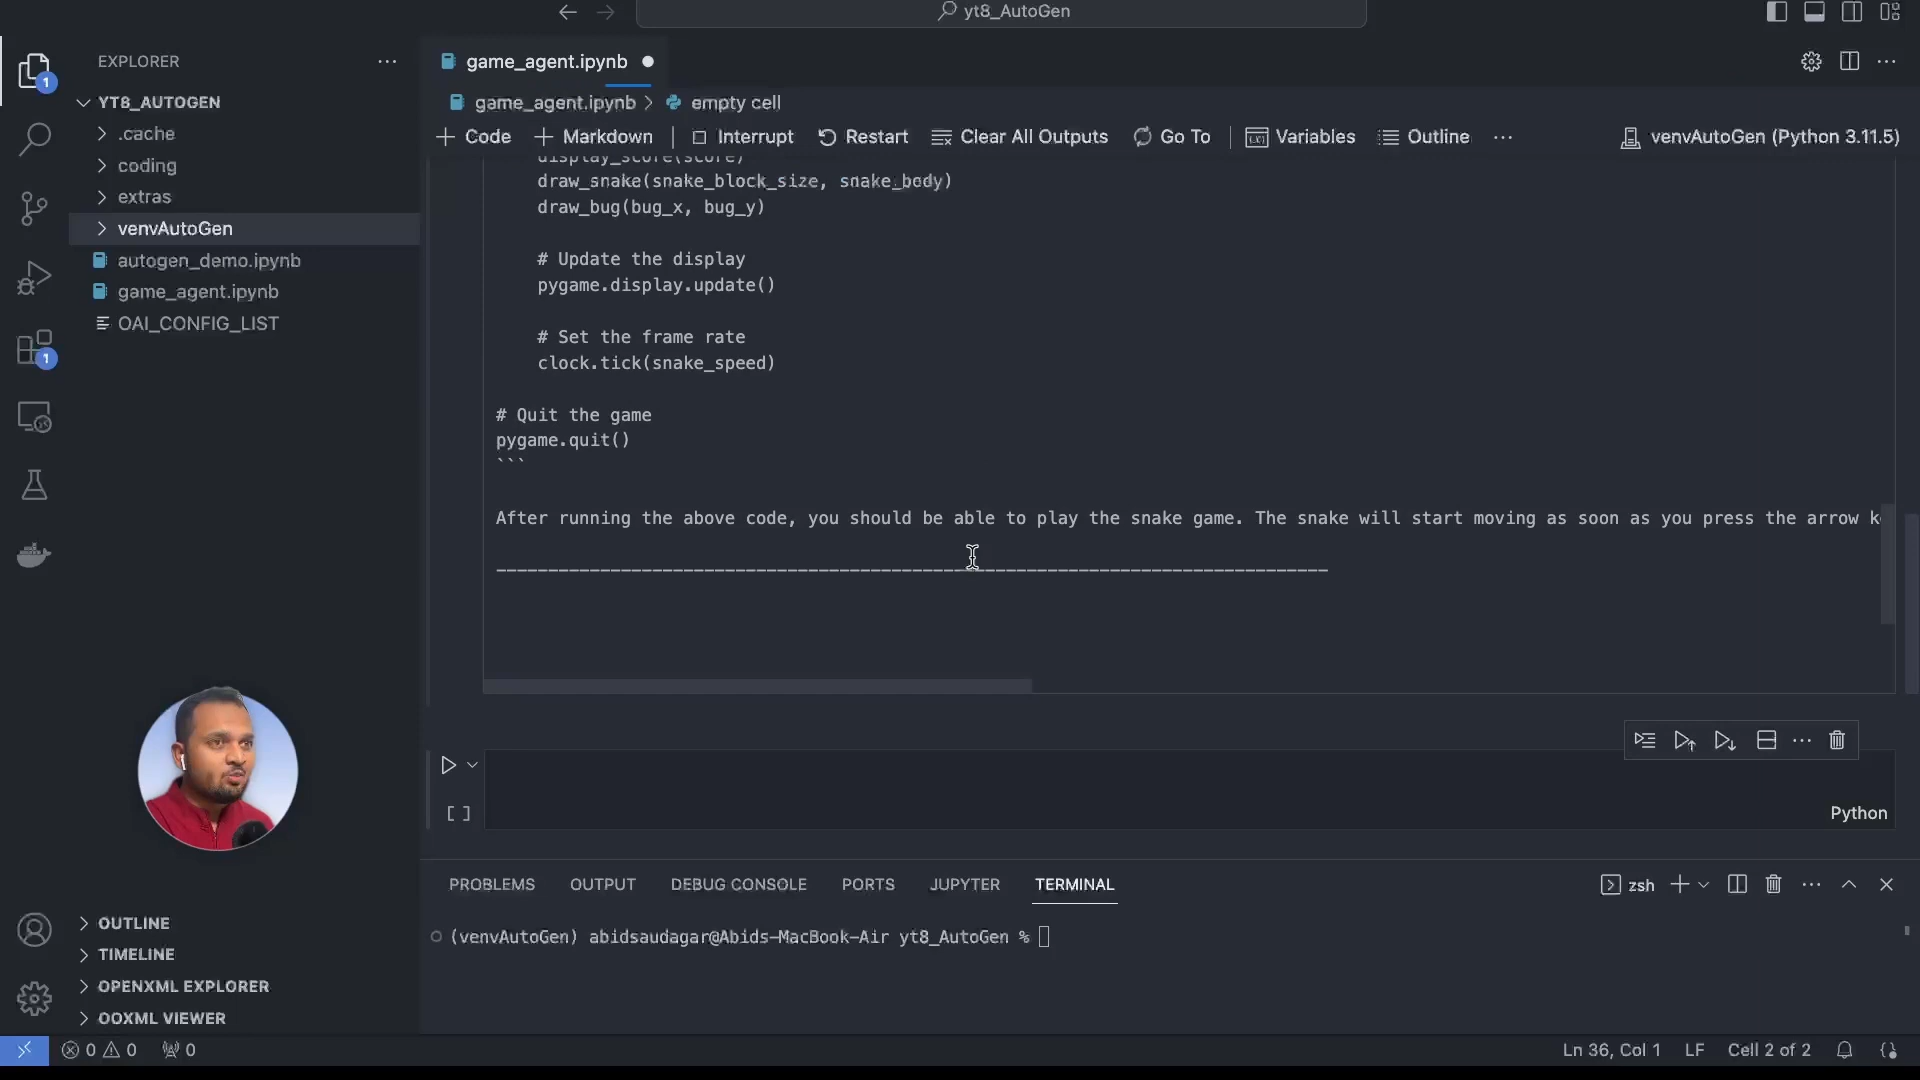 yt8_AutoGen
EXPLORER
1
YT8_AUTOGEN
.cache
coding
extras
venvAutoGen
autogen_demo.ipynb
game_agent.ipynb
OAI_CONFIG_LIST
1
OUTLINE
TIMELINE
OPENXML EXPLORER
OOXML VIEWER
game_agent.ipynb
game_agent.ipynb > empty cell
+ Code + Markdown | Interrupt Restart Clear All Outputs Go To | Variables Outline ... venvAutoGen (Python 3.11.5)
display_score(score)
draw_snake(snake_block_size, snake_body)
draw_bug(bug_x, bug_y)
# Update the display
pygame.display.update()
# Set the frame rate
clock.tick(snake_speed)
# Quit the game
pygame.quit()
```
After running the above code, you should be able to play the snake game. The snake will start moving as soon as you press the arrow
--------------------------------------------------------------------------------
[ ]
Python
PROBLEMS OUTPUT DEBUG CONSOLE PORTS JUPYTER TERMINAL
zsh
(venvAutoGen) abidsaudagar@Abids-MacBook-Air yt8_AutoGen %
0 0 0
Ln 36, Col 1 LF Cell 2 of 2